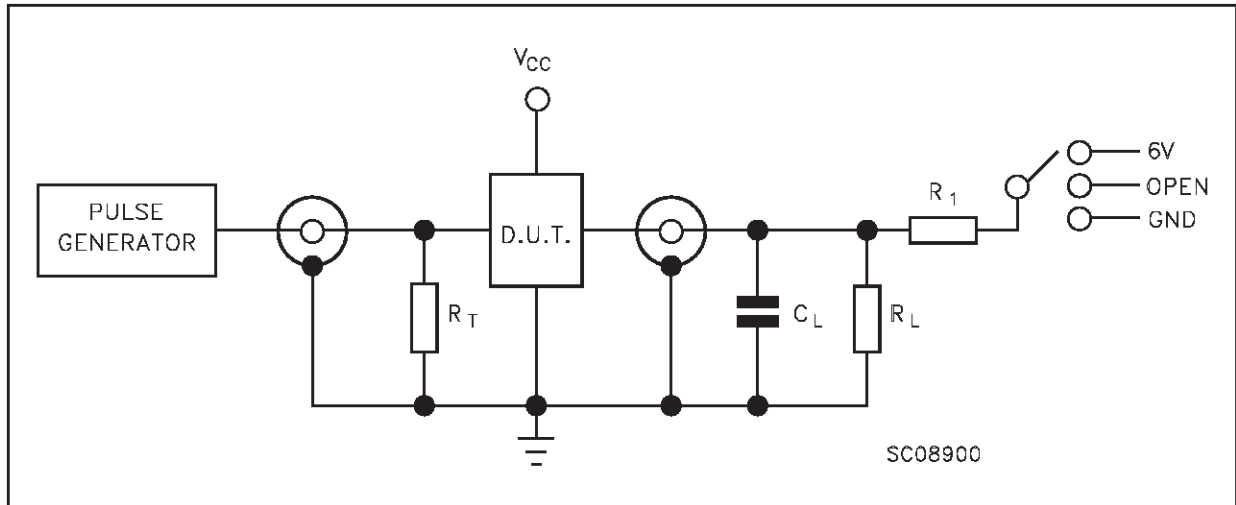 VCC
PULSE
GENERATOR
D.U.T.
RT
CL
RL
R1
6V
OPEN
GND
SC08900